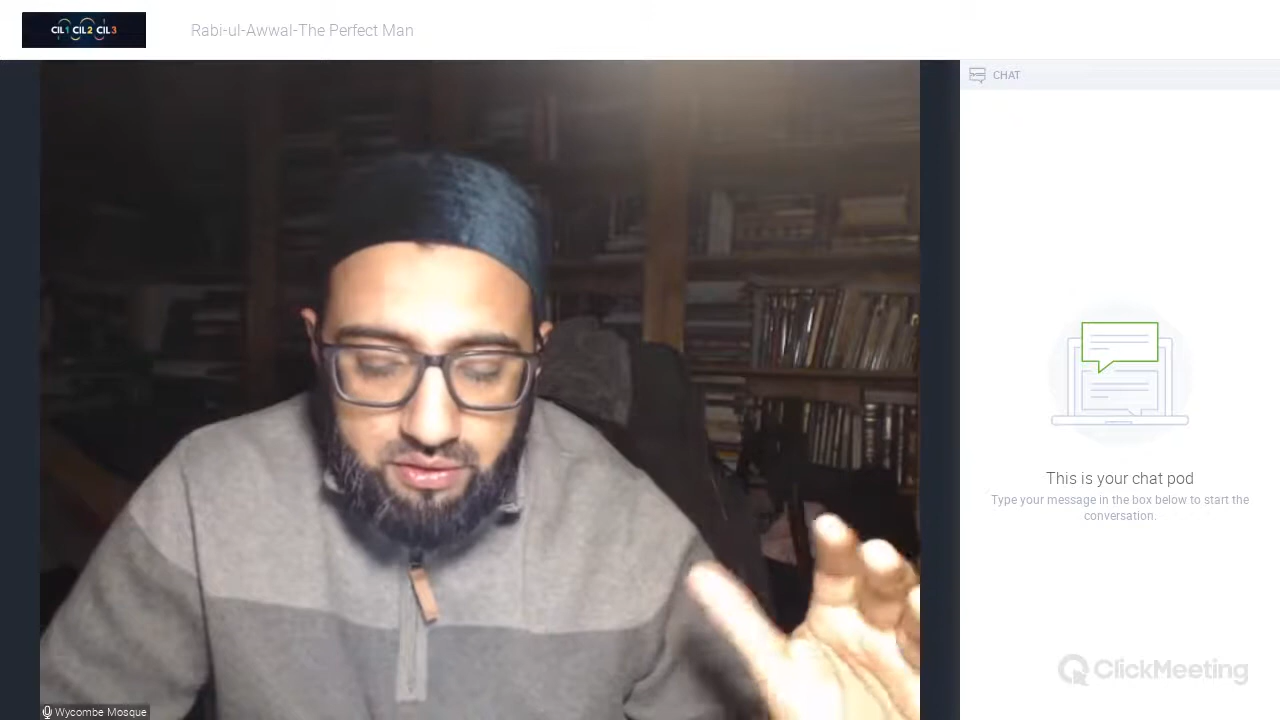 CIL1 CIL2 CIL3
Rabi-ul-Awwal-The Perfect Man
CHAT
This is your chat pod
Type your message in the box below to start the
conversation.
ClickMeeting
Wycombe Mosque